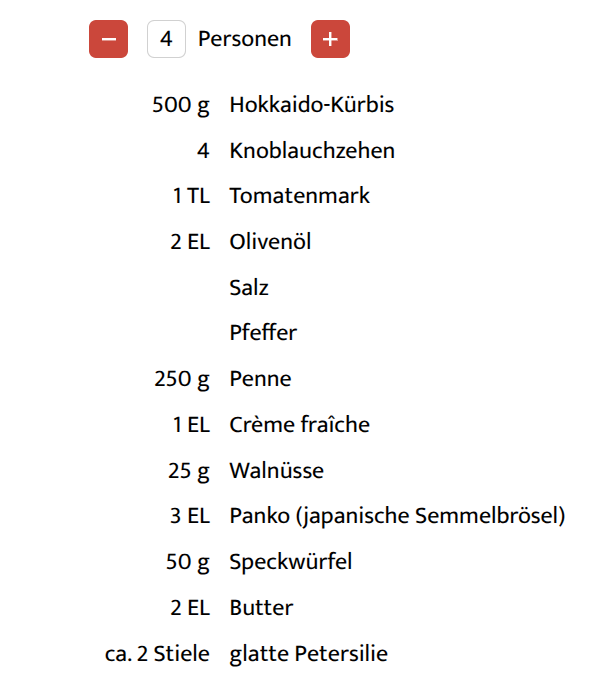 − 4 Personen +
500 g Hokkaido-Kürbis
4 Knoblauchzehen
1 TL Tomatenmark
2 EL Olivenöl
Salz
Pfeffer
250 g Penne
1 EL Crème fraîche
25 g Walnüsse
3 EL Panko (japanische Semmelbrösel)
50 g Speckwürfel
2 EL Butter
ca. 2 Stiele glatte Petersilie